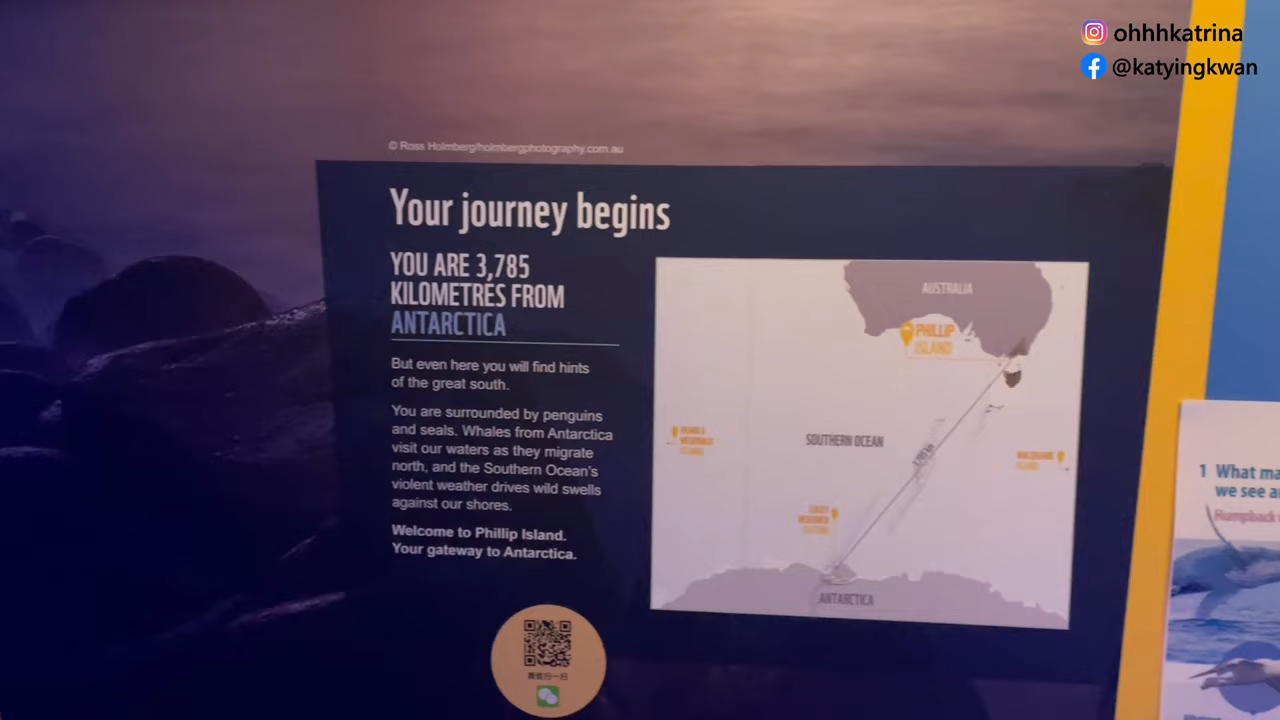 ohhhkatrina
@katyingkwan
© Ross Holmberg/holmbergphotography.com.au
Your journey begins
YOU ARE 3,785
KILOMETRES FROM
ANTARCTICA
But even here you will find hints
of the great south.
You are surrounded by penguins
and seals. Whales from Antarctica
visit our waters as they migrate
north, and the Southern Ocean's
violent weather drives wild swells
against our shores.
Welcome to Phillip Island.
Your gateway to Antarctica.
AUSTRALIA
PHILLIP
ISLAND
SOUTHERN OCEAN
MACQUARIE
ISLAND
ANTARCTICA
1 What
we see
Humpback